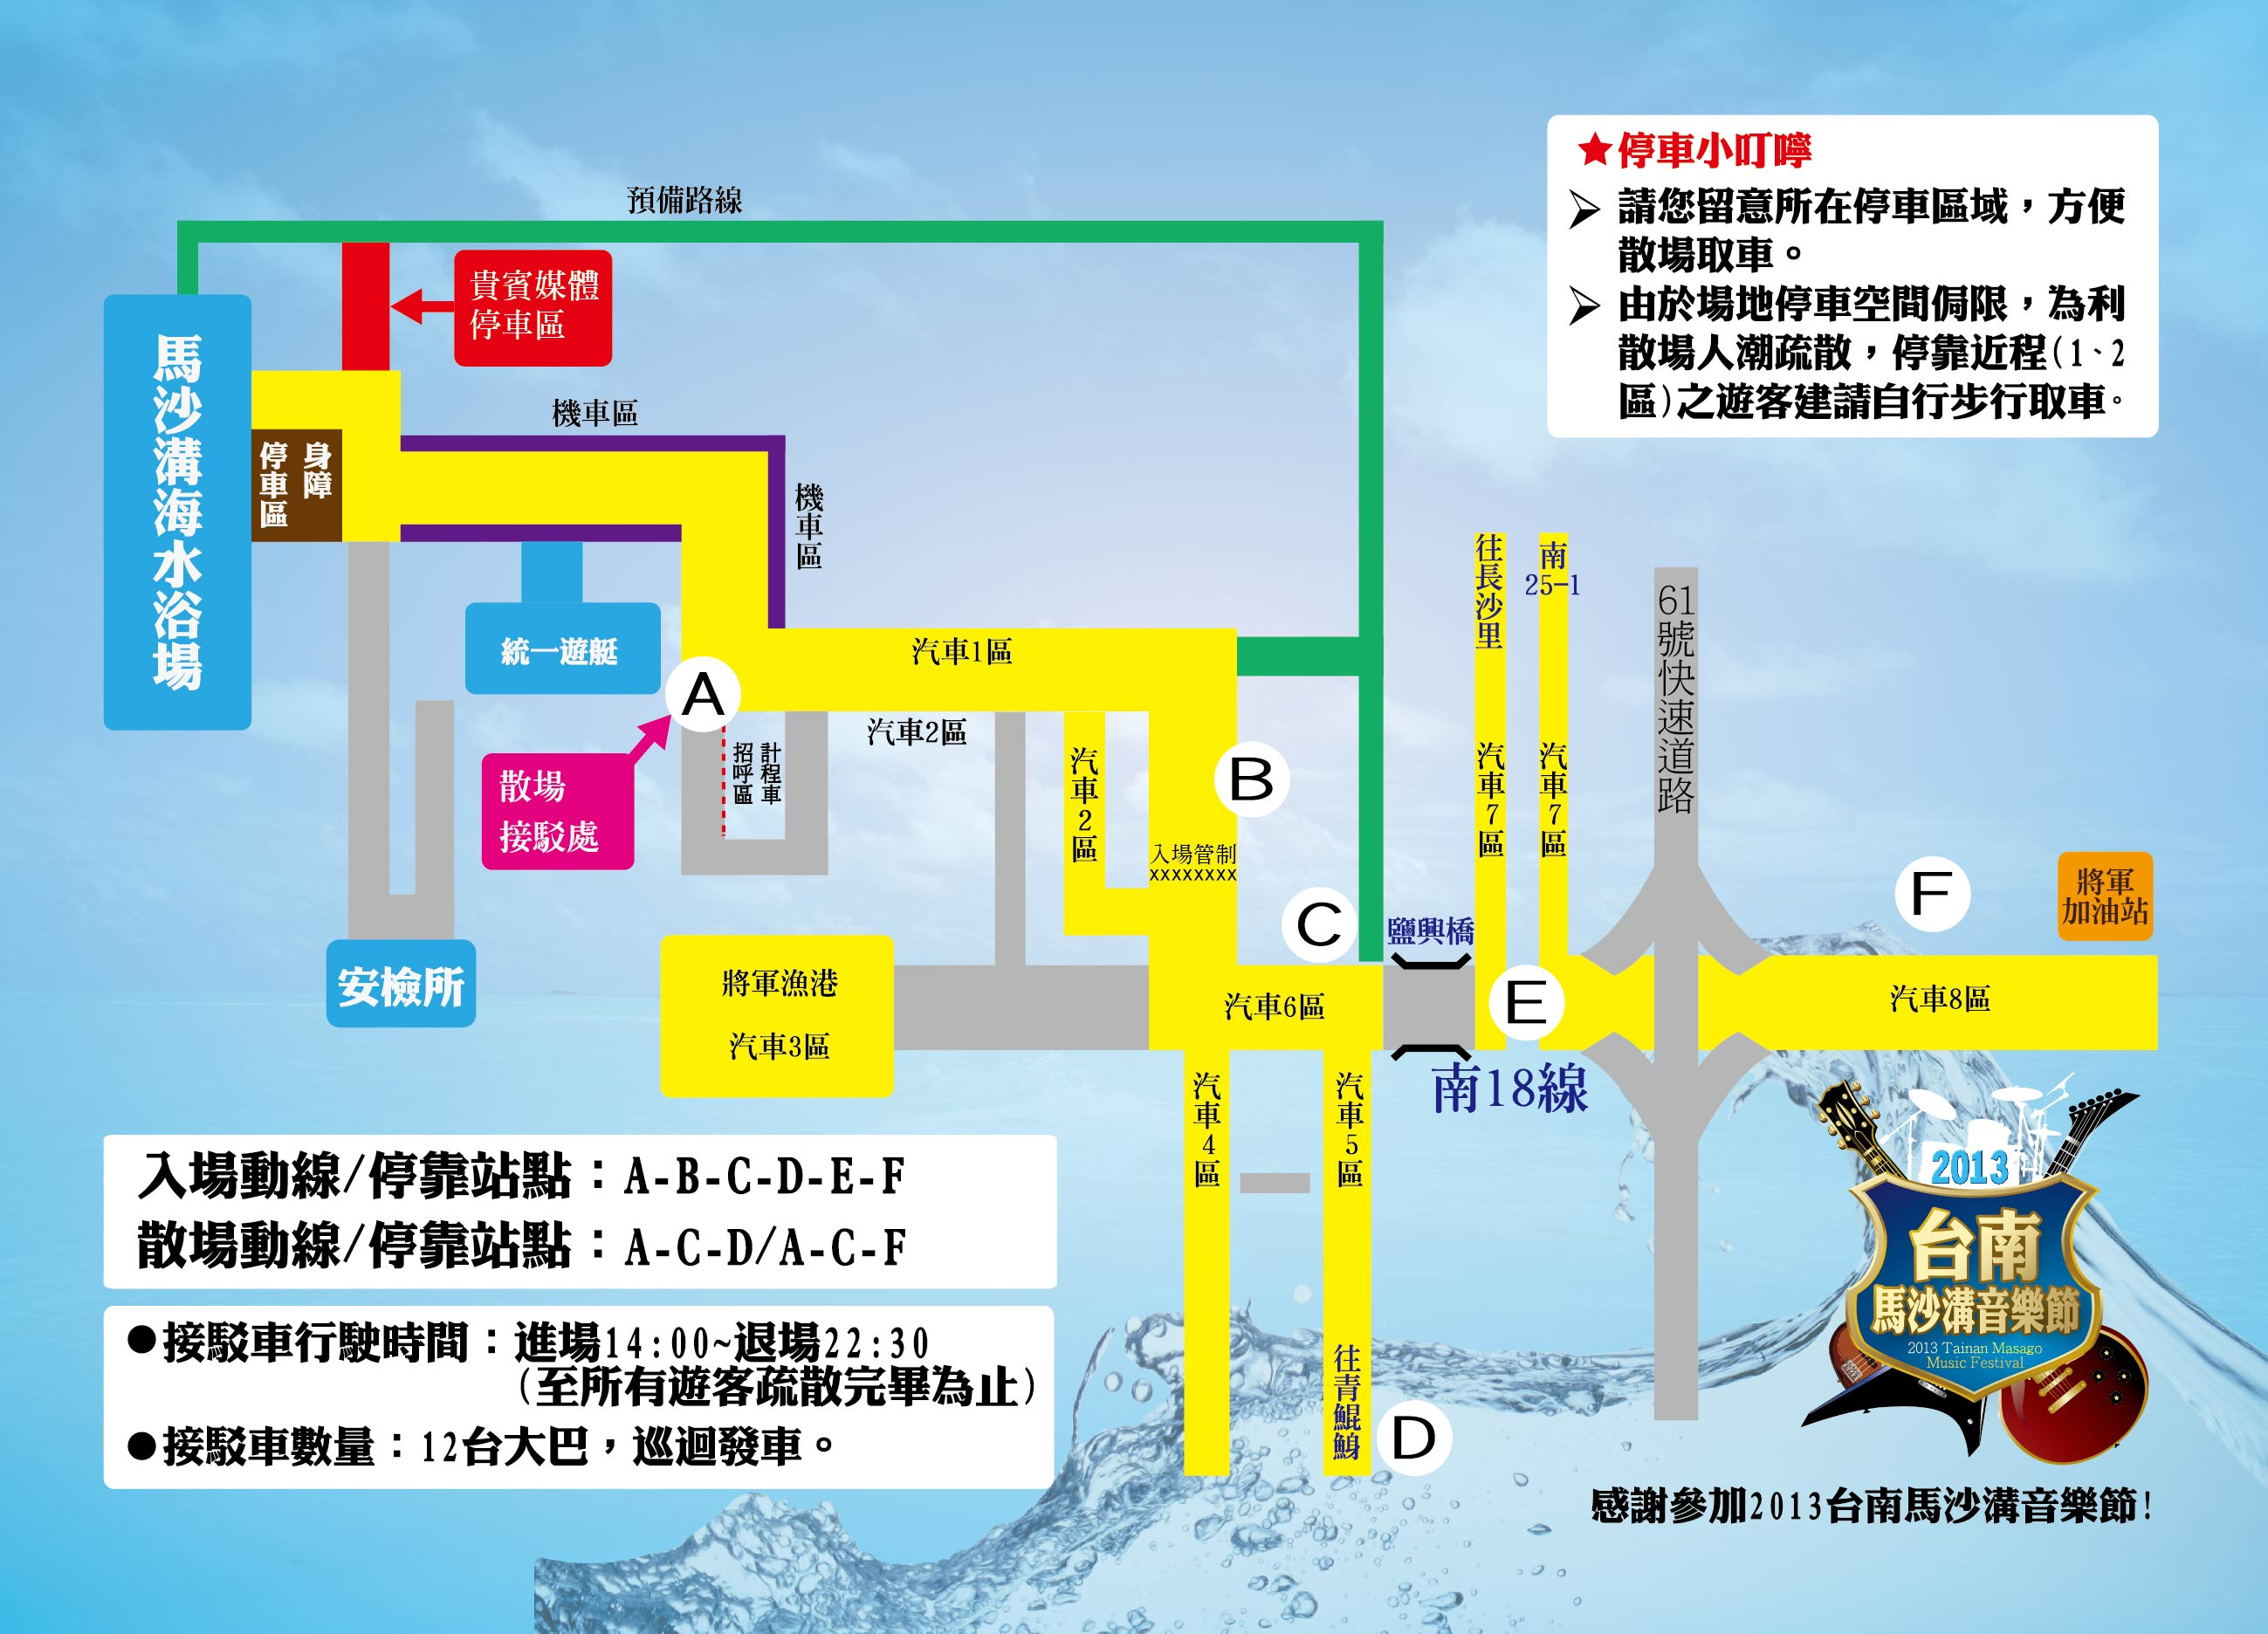 ★停車小叮嚀
➢ 請您留意所在停車區域，方便
散場取車。
➢ 由於場地停車空間侷限，為利
散場人潮疏散，停靠近程(1、2
區)之遊客建請自行步行取車。
預備路線
貴賓媒體
停車區
馬沙溝海水浴場
機車區
身障
停車區
機車區
統一遊艇
A
汽車1區
汽車2區
散場
接駁處
計程車
招呼區
汽車2區
B
入場管制
XXXXXXXX
往長沙里
汽車7區
南
25-1
汽車7區
61號快速道路
C
鹽興橋
F
將軍
加油站
安檢所
將軍漁港
汽車3區
汽車6區
E
汽車8區
南18線
汽車4區
汽車5區
往青鯤鯓
D
入場動線/停靠站點：A-B-C-D-E-F
散場動線/停靠站點：A-C-D/A-C-F
●接駁車行駛時間：進場14:00~退場22:30
(至所有遊客疏散完畢為止)
●接駁車數量：12台大巴，巡迴發車。
2013
台南
馬沙溝音樂節
2013 Tainan Masago
Music Festival
感謝參加2013台南馬沙溝音樂節!